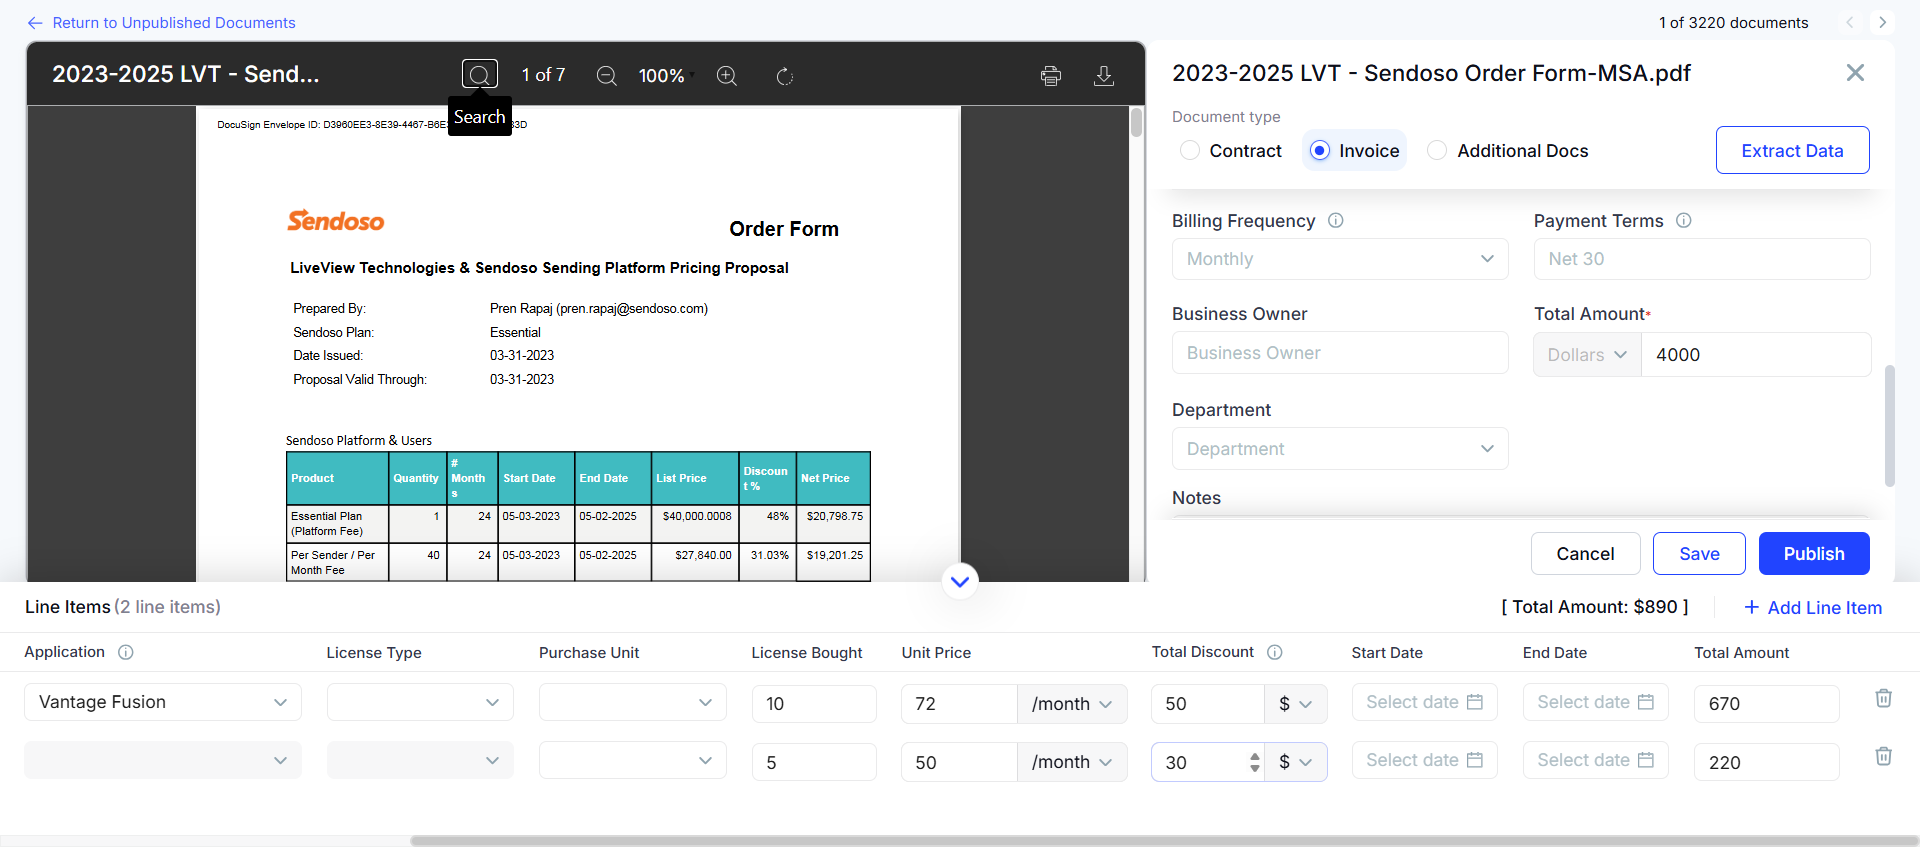 Return to Unpublished Documents
1 of 3220 documents
2023-2025 LVT - Send...
1 of 7
100%
Search
DocuSign Envelope ID: D3960EE3-8E39-4467-B6E
3D
Sendoso
Order Form
LiveView Technologies & Sendoso Sending Platform Pricing Proposal
Prepared By: Pren Rapaj (pren.rapaj@sendoso.com)
Sendoso Plan: Essential
Date Issued: 03-31-2023
Proposal Valid Through: 03-31-2023
Sendoso Platform & Users
Product Quantity # Months Start Date End Date List Price Discount % Net Price
Essential Plan (Platform Fee) 1 24 05-03-2023 05-02-2025 $40,000.0008 48% $20,798.75
Per Sender / Per Month Fee 40 24 05-03-2023 05-02-2025 $27,840.00 31.03% $19,201.25
2023-2025 LVT - Sendoso Order Form-MSA.pdf
Document type
Contract Invoice Additional Docs
Extract Data
Billing Frequency Payment Terms
Monthly Net 30
Business Owner Total Amount*
Business Owner Dollars 4000
Department
Department
Notes
Cancel Save Publish
Line Items (2 line items)
[ Total Amount: $890 ]
+ Add Line Item
Application License Type Purchase Unit License Bought Unit Price Total Discount Start Date End Date Total Amount
Vantage Fusion 10 72 /month 50 $ Select date Select date 670
5 50 /month 30 $ Select date Select date 220